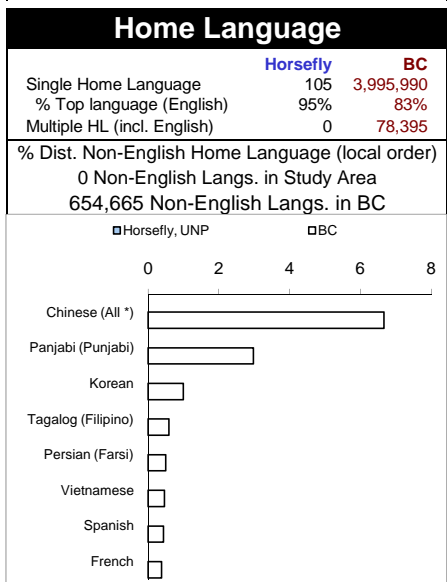 Home Language
Horsefly BC
Single Home Language 105 3,995,990
% Top language (English) 95% 83%
Multiple HL (incl. English) 0 78,395
% Dist. Non-English Home Language (local order)
0 Non-English Langs. in Study Area
654,665 Non-English Langs. in BC
Horsefly, UNP BC
0 2 4 6 8
Chinese (All *)
Panjabi (Punjabi)
Korean
Tagalog (Filipino)
Persian (Farsi)
Vietnamese
Spanish
French